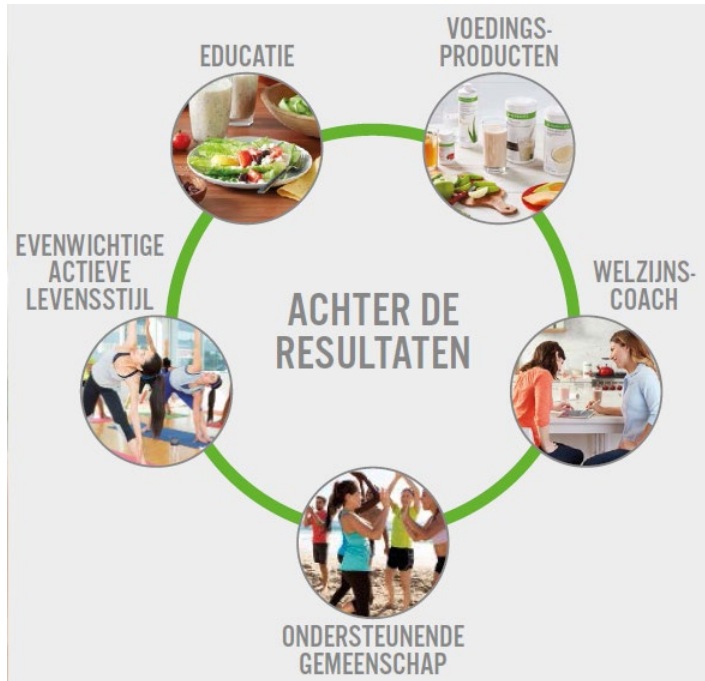 EDUCATIE
VOEDINGS-
PRODUCTEN
WELZIJNS-
COACH
ONDERSTEUNENDE
GEMEENSCHAP
EVENWICHTIGE
ACTIEVE
LEVENSSTIJL
ACHTER DE
RESULTATEN